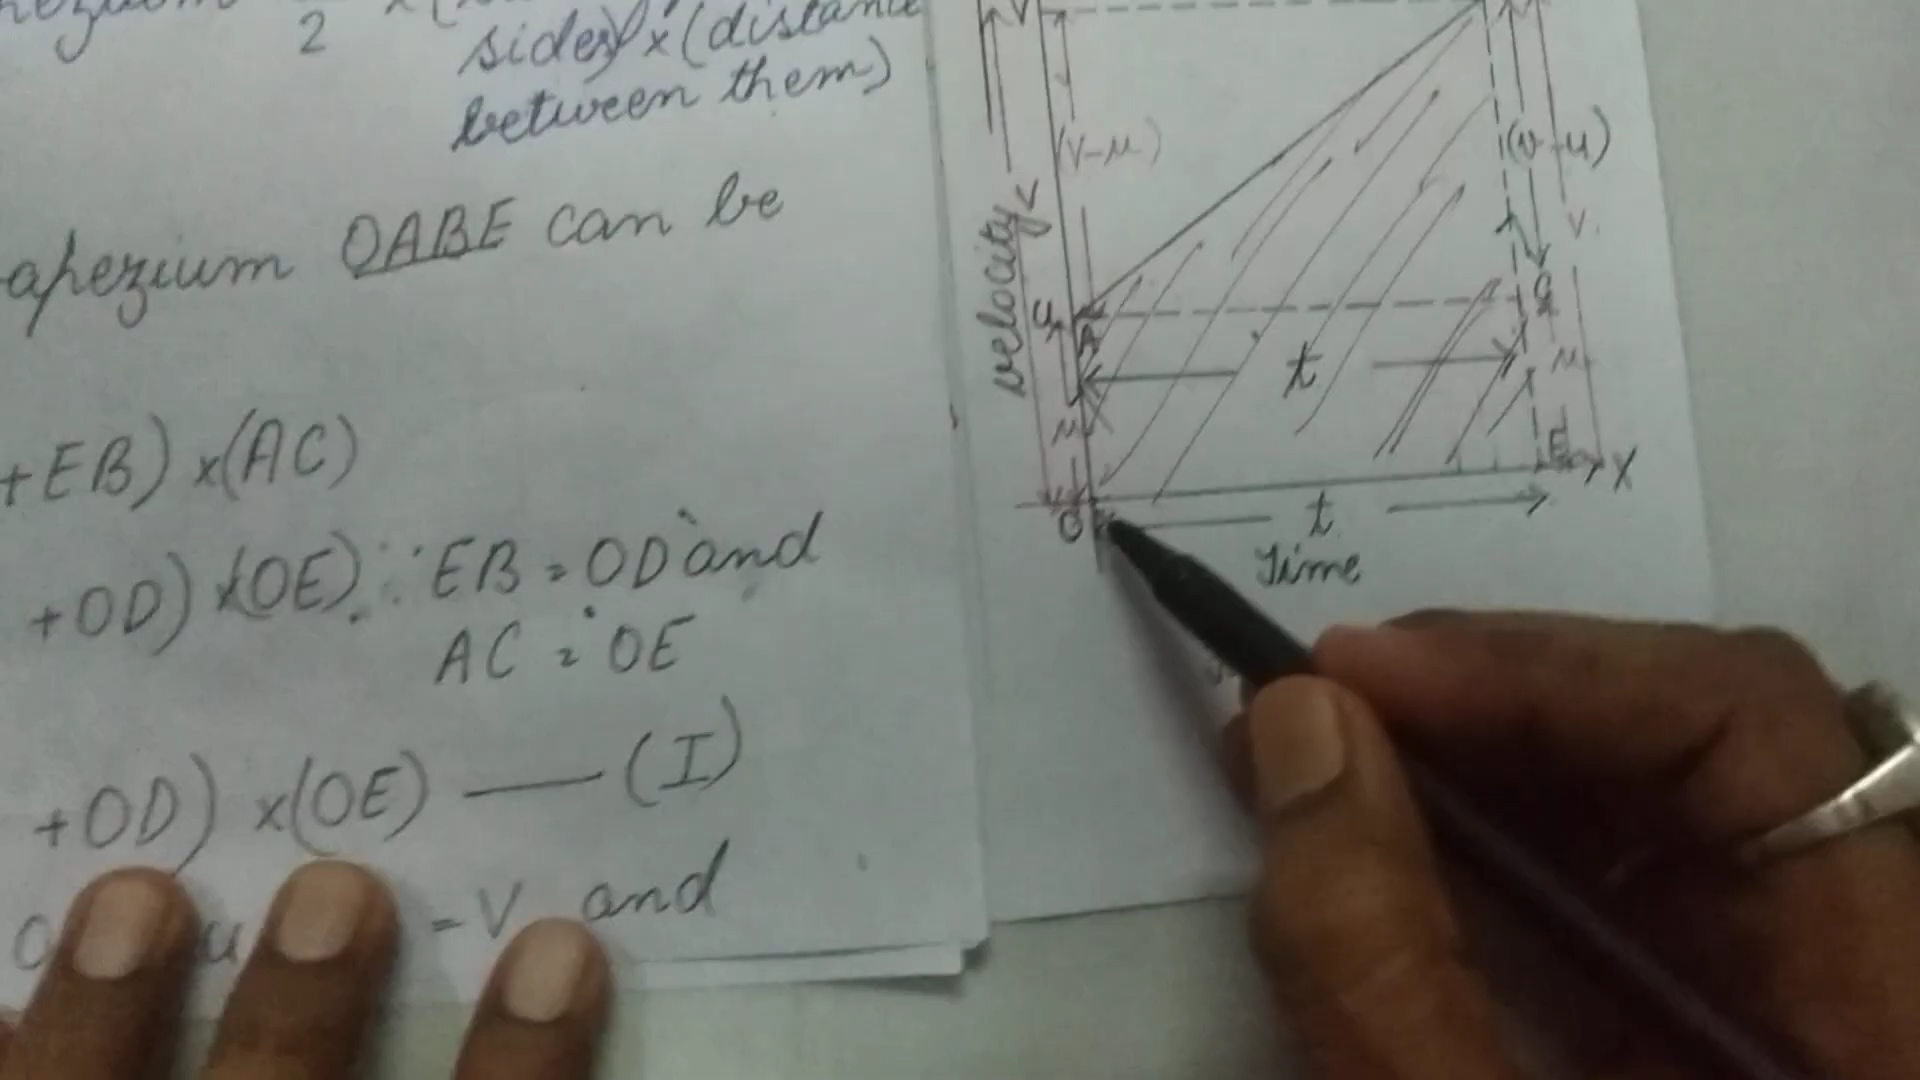 2
sides) × (distance
between them)
apezium OABE can be
+EB) ×(AC)
+OD) ×(OE) ∵ EB = OD and
AC = OE
+OD) ×(OE) — (I)
u = V and
V
(V-u)
(v-u)
V
velocity
u
A
C
t
u
u
E
X
O
t
Time